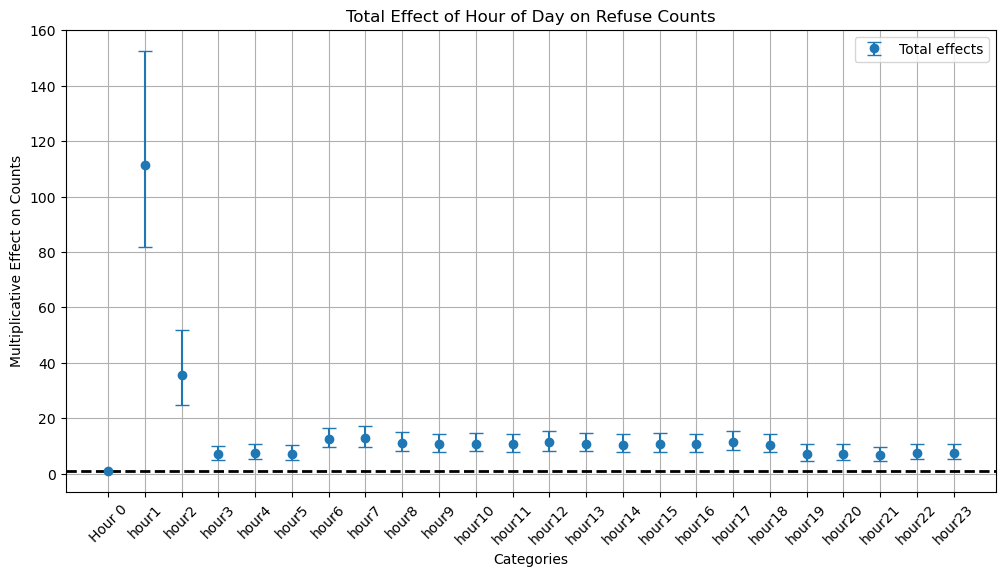 Total Effect of Hour of Day on Refuse Counts
Total effects
Multiplicative Effect on Counts
160
140
120
100
80
60
40
20
0
Hour 0
hour1
hour2
hour3
hour4
hour5
hour6
hour7
hour8
hour9
hour10
hour11
hour12
hour13
hour14
hour15
hour16
hour17
hour18
hour19
hour20
hour21
hour22
hour23
Categories